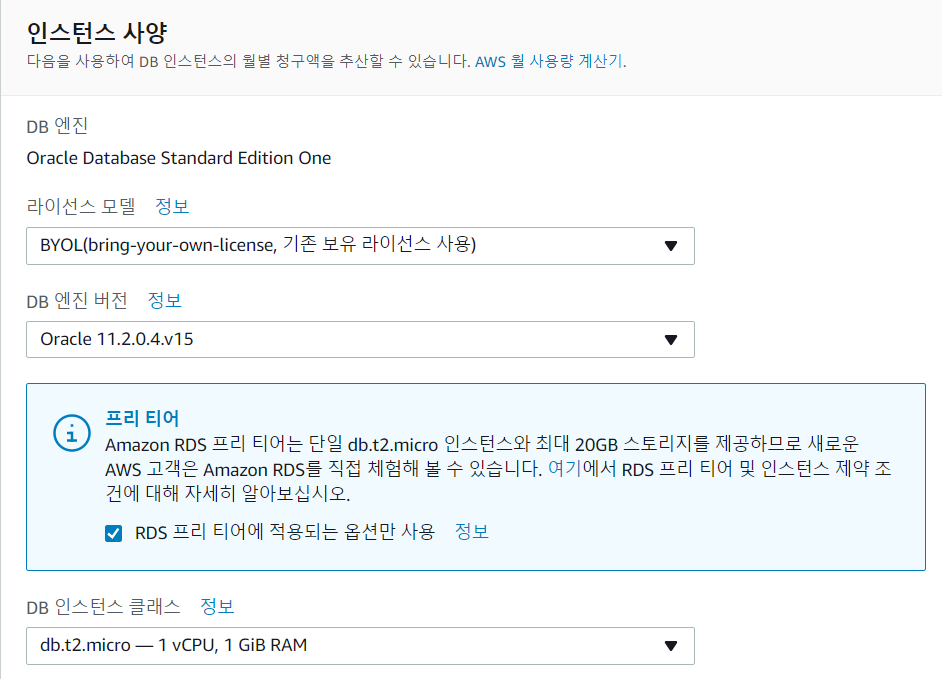 인스턴스 사양
다음을 사용하여 DB 인스턴스의 월별 청구액을 추산할 수 있습니다. AWS 월 사용량 계산기.
DB 엔진
Oracle Database Standard Edition One
라이선스 모델 정보
BYOL(bring-your-own-license, 기존 보유 라이선스 사용)
DB 엔진 버전 정보
Oracle 11.2.0.4.v15
프리 티어
Amazon RDS 프리 티어는 단일 db.t2.micro 인스턴스와 최대 20GB 스토리지를 제공하므로 새로운
AWS 고객은 Amazon RDS를 직접 체험해 볼 수 있습니다. 여기에서 RDS 프리 티어 및 인스턴스 제약 조
건에 대해 자세히 알아보십시오.
RDS 프리 티어에 적용되는 옵션만 사용 정보
DB 인스턴스 클래스 정보
db.t2.micro — 1 vCPU, 1 GiB RAM